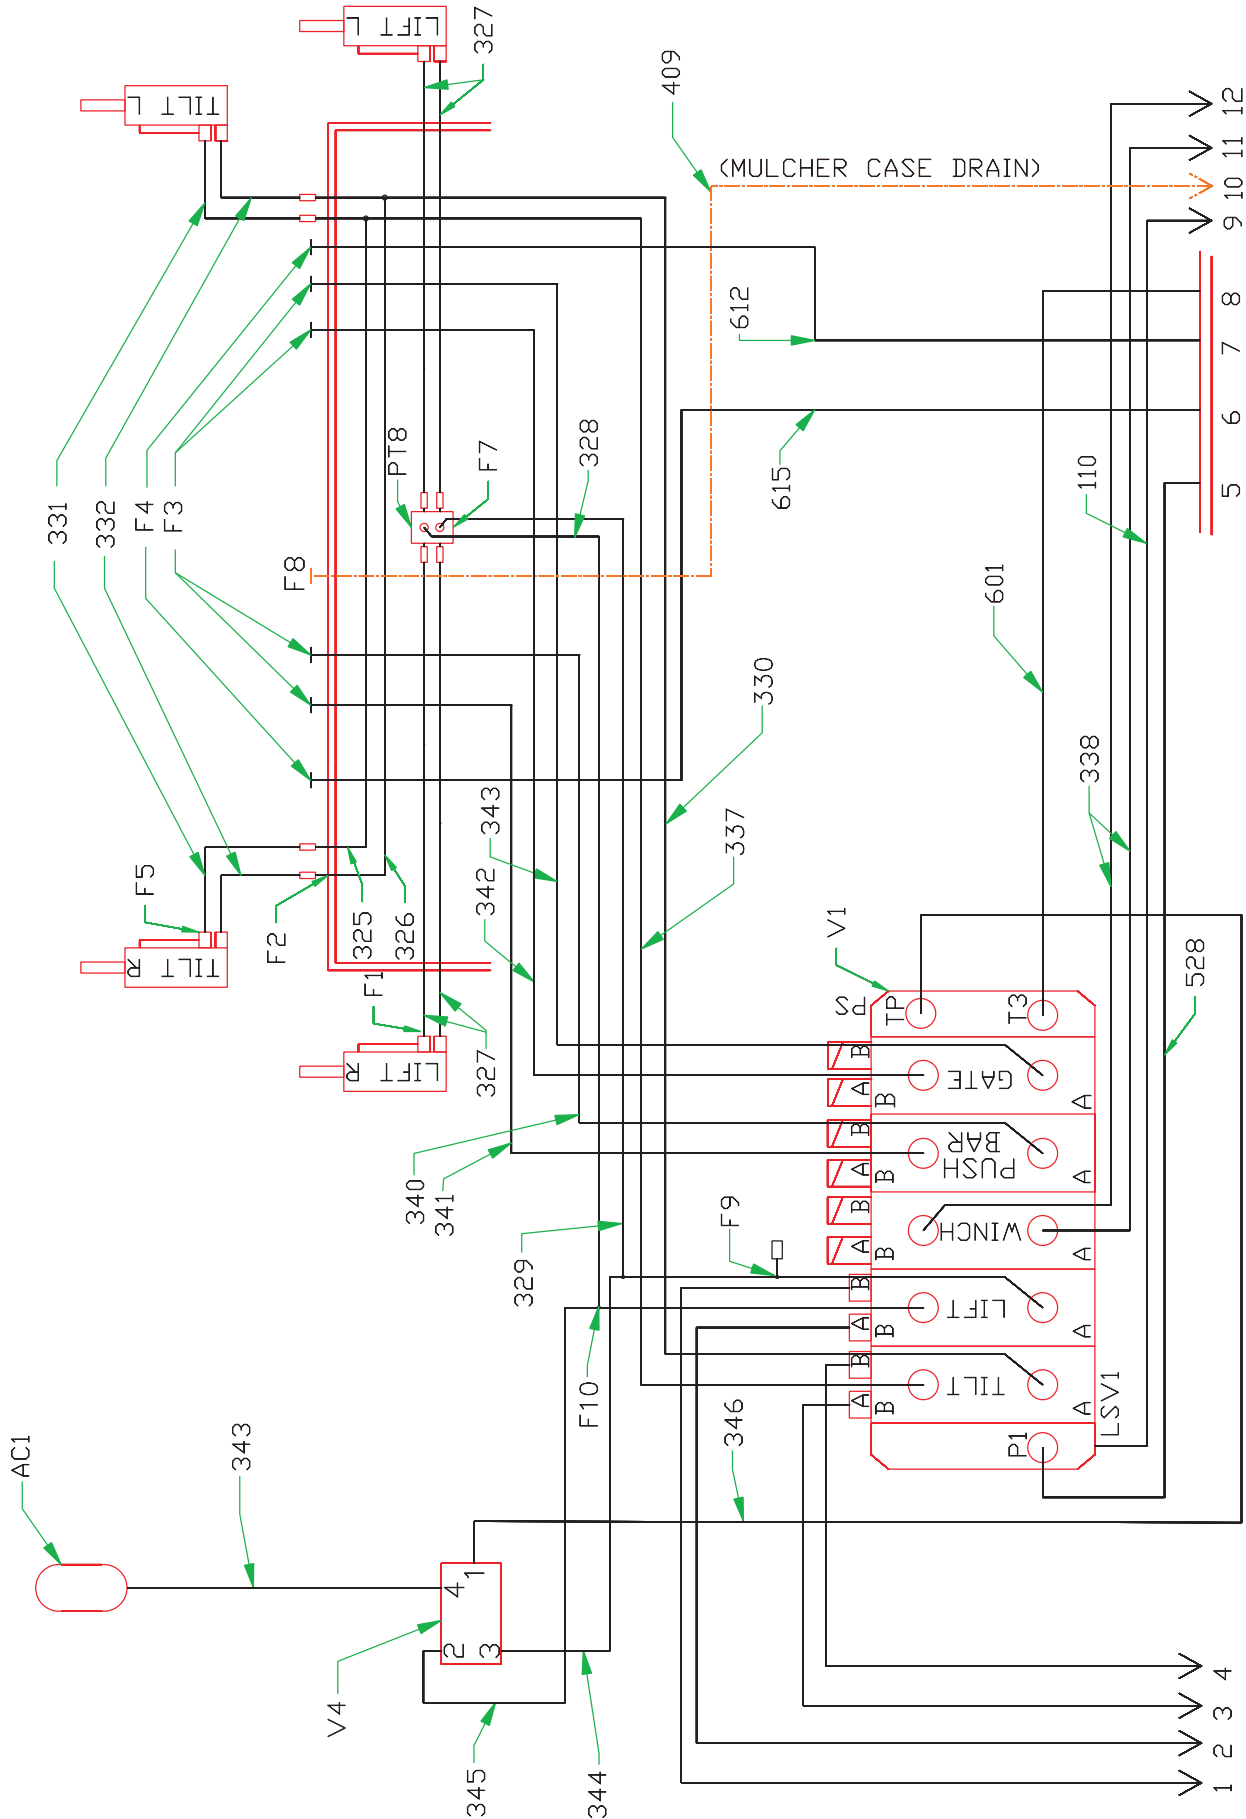 AC1
343
V4
345
344
346
F10
329
340
341
F9
342
343
337
330
F5
F2
325
326
F1
327
TILT R
LIFT R
331
332
F4
F3
F8
PT8
F7
328
615
612
409
(MULCHER CASE DRAIN)
TILT L
LIFT L
327
601
110
338
528
V1
PS
TP
T3
GATE
PUSH BAR
WINCH
LIFT
TILT
P1
LSV1
B
A
B
A
B
A
B
A
B
A
B
B
B
B
B
A
A
A
A
A
4
1
2
3
1
2
3
4
5
6
7
8
9
10
11
12